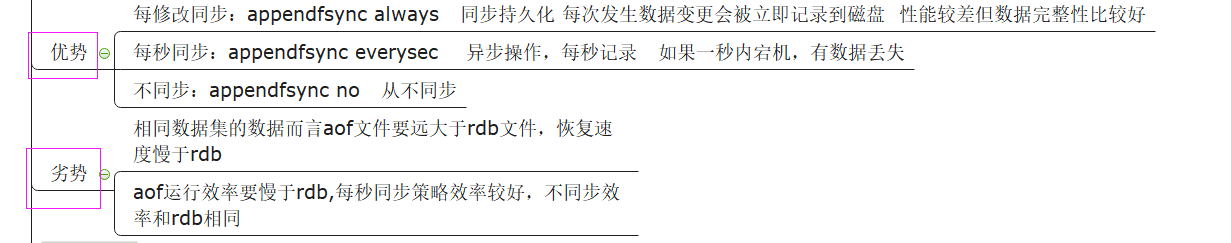 每修改同步：appendfsync always 同步持久化 每次发生数据变更会被立即记录到磁盘 性能较差但数据完整性比较好
优势
每秒同步：appendfsync everysec 异步操作，每秒记录 如果一秒内宕机，有数据丢失
不同步：appendfsync no 从不同步
相同数据集的数据而言aof文件要远大于rdb文件，恢复速
度慢于rdb
劣势
aof运行效率要慢于rdb,每秒同步策略效率较好，不同步效
率和rdb相同